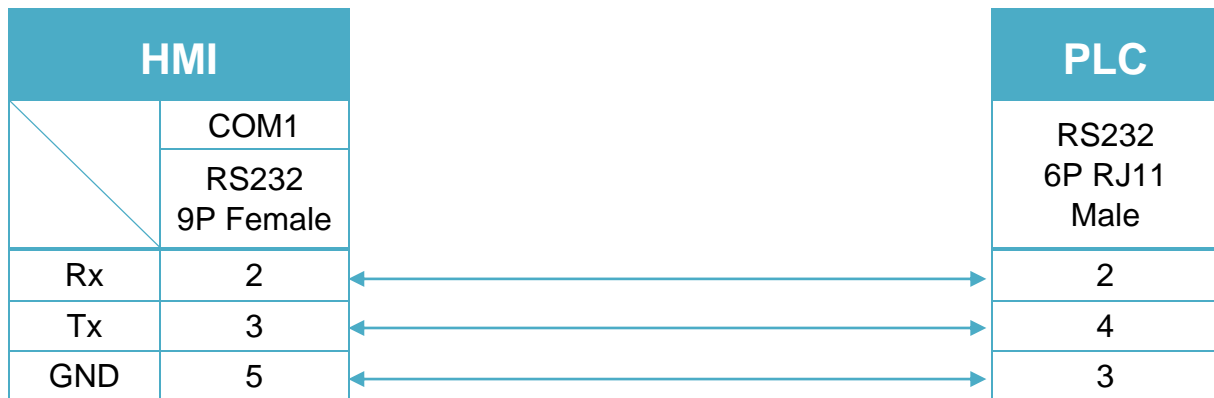 HMI PLC
COM1
RS232
9P Female
RS232
6P RJ11
Male
Rx 2 2
Tx 3 4
GND 5 3